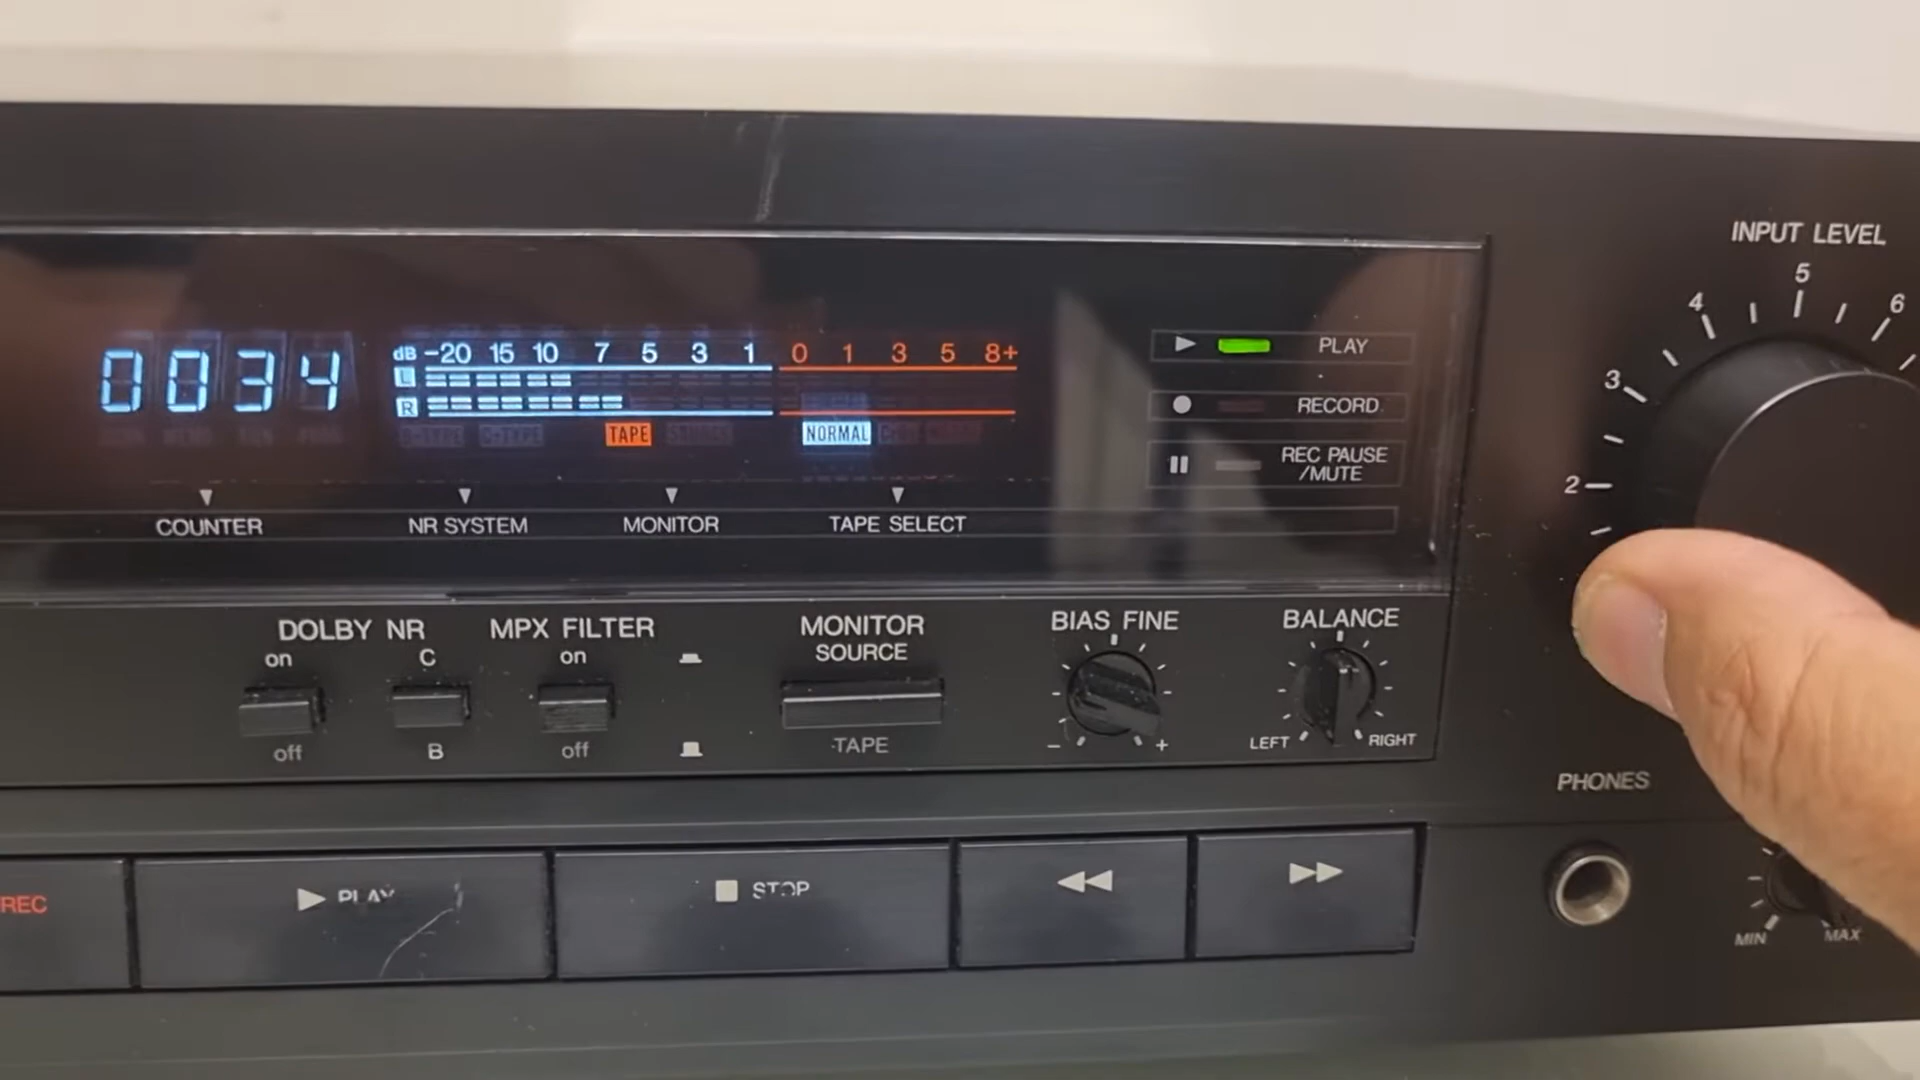 INPUT LEVEL
5
4
6
3
2
0034
dB -20 15 10 7 5 3 1 0 1 3 5 8+
L
R
TAPE
NORMAL
PLAY
RECORD
REC PAUSE
/MUTE
COUNTER
NR SYSTEM
MONITOR
TAPE SELECT
DOLBY NR
on C
off B
MPX FILTER
on
off
MONITOR
SOURCE
TAPE
BIAS FINE
- +
BALANCE
LEFT RIGHT
PHONES
MIN MAX
REC
PLAY
STOP